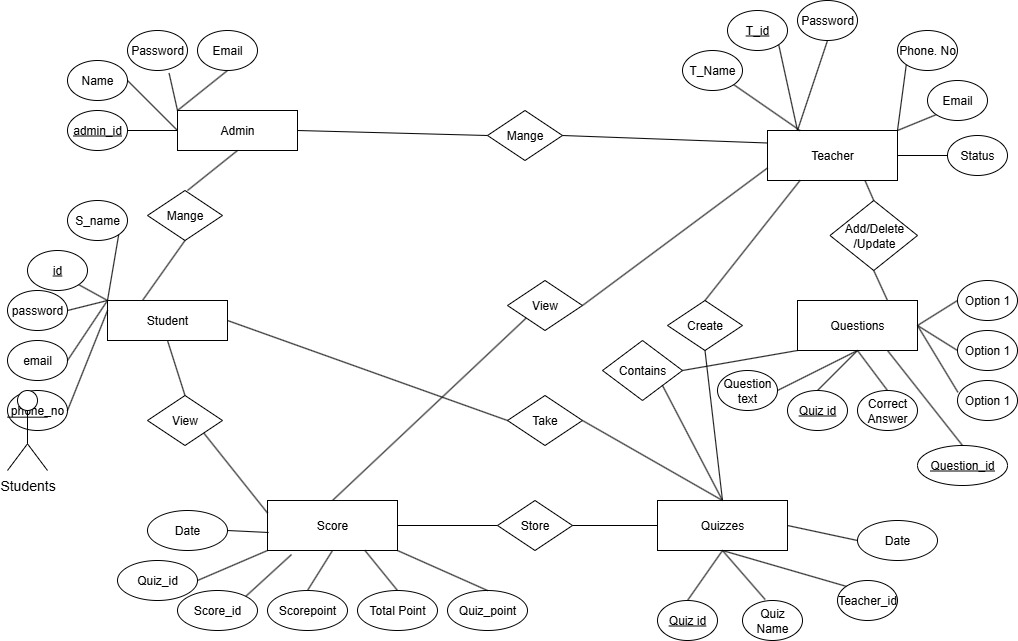 T_id
Password
Password
Email
Phone. No
T_Name
Name
Email
admin_id
Admin
Mange
Teacher
Status
S_name
Mange
Add/Delete
/Update
id
password
Student
View
Create
Questions
Option 1
Option 1
Option 1
email
phone_no
Contains
Question
text
Quiz id
Correct
Answer
View
Take
Question_id
Students
Date
Score
Store
Quizzes
Date
Quiz_id
Score_id
Scorepoint
Total Point
Quiz_point
Quiz id
Quiz
Name
Teacher_id